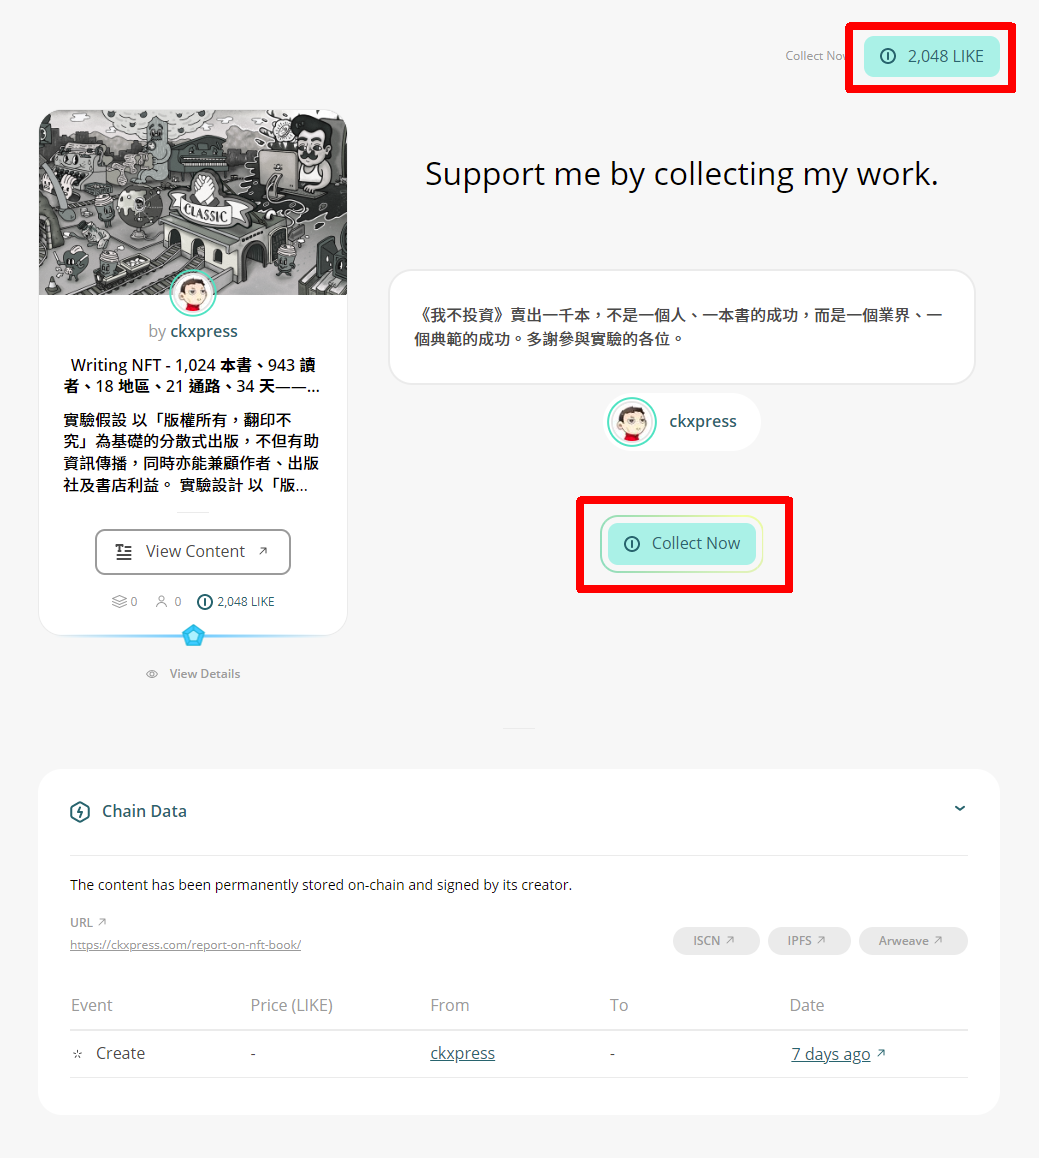 Collect Now
2,048 LIKE
CLASSIC
by ckxpress
Writing NFT - 1,024 本書、943 讀
者、18 地區、21 通路、34 天——...
實驗假設 以「版權所有，翻印不
究」為基礎的分散式出版，不但有助
資訊傳播，同時亦能兼顧作者、出版
社及書店利益。 實驗設計 以「版...
View Content
0
0
2,048 LIKE
View Details
Support me by collecting my work.
《我不投資》賣出一千本，不是一個人、一本書的成功，而是一個業界、一
個典範的成功。多謝參與實驗的各位。
ckxpress
Collect Now
Chain Data
The content has been permanently stored on-chain and signed by its creator.
URL
https://ckxpress.com/report-on-nft-book/
ISCN
IPFS
Arweave
Event Price (LIKE) From To Date
Create - ckxpress - 7 days ago